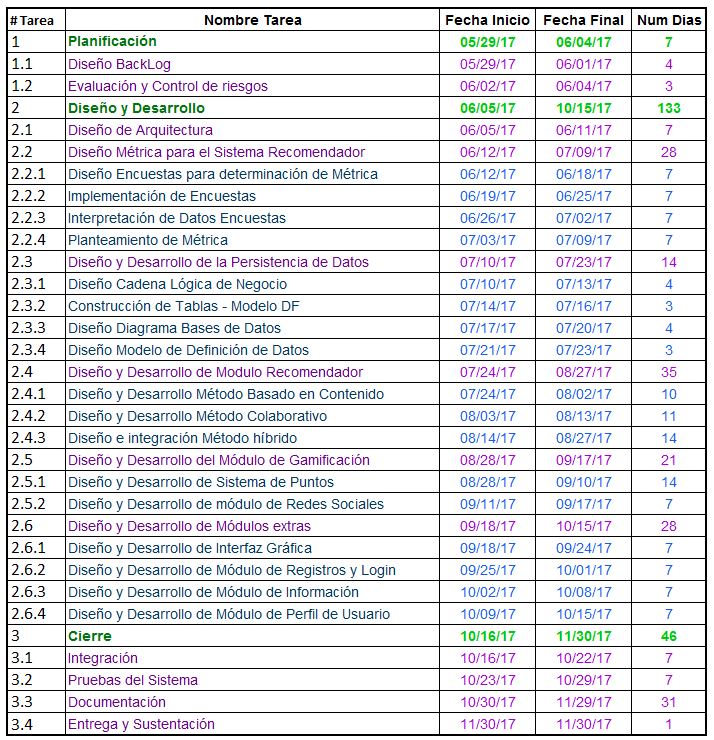 # Tarea Nombre Tarea Fecha Inicio Fecha Final Num Dias
1 Planificación 05/29/17 06/04/17 7
1.1 Diseño BackLog 05/29/17 06/01/17 4
1.2 Evaluación y Control de riesgos 06/02/17 06/04/17 3
2 Diseño y Desarrollo 06/05/17 10/15/17 133
2.1 Diseño de Arquitectura 06/05/17 06/11/17 7
2.2 Diseño Métrica para el Sistema Recomendador 06/12/17 07/09/17 28
2.2.1 Diseño Encuestas para determinación de Métrica 06/12/17 06/18/17 7
2.2.2 Implementación de Encuestas 06/19/17 06/25/17 7
2.2.3 Interpretación de Datos Encuestas 06/26/17 07/02/17 7
2.2.4 Planteamiento de Métrica 07/03/17 07/09/17 7
2.3 Diseño y Desarrollo de la Persistencia de Datos 07/10/17 07/23/17 14
2.3.1 Diseño Cadena Lógica de Negocio 07/10/17 07/13/17 4
2.3.2 Construcción de Tablas - Modelo DF 07/14/17 07/16/17 3
2.3.3 Diseño Diagrama Bases de Datos 07/17/17 07/20/17 4
2.3.4 Diseño Modelo de Definición de Datos 07/21/17 07/23/17 3
2.4 Diseño y Desarrollo de Modulo Recomendador 07/24/17 08/27/17 35
2.4.1 Diseño y Desarrollo Método Basado en Contenido 07/24/17 08/02/17 10
2.4.2 Diseño y Desarrollo Método Colaborativo 08/03/17 08/13/17 11
2.4.3 Diseño e integración Método híbrido 08/14/17 08/27/17 14
2.5 Diseño y Desarrollo del Módulo de Gamificación 08/28/17 09/17/17 21
2.5.1 Diseño y Desarrollo de Sistema de Puntos 08/28/17 09/10/17 14
2.5.2 Diseño y Desarrollo de módulo de Redes Sociales 09/11/17 09/17/17 7
2.6 Diseño y Desarrollo de Módulos extras 09/18/17 10/15/17 28
2.6.1 Diseño y Desarrollo de Interfaz Gráfica 09/18/17 09/24/17 7
2.6.2 Diseño y Desarrollo de Módulo de Registros y Login 09/25/17 10/01/17 7
2.6.3 Diseño y Desarrollo de Módulo de Información 10/02/17 10/08/17 7
2.6.4 Diseño y Desarrollo de Módulo de Perfil de Usuario 10/09/17 10/15/17 7
3 Cierre 10/16/17 11/30/17 46
3.1 Integración 10/16/17 10/22/17 7
3.2 Pruebas del Sistema 10/23/17 10/29/17 7
3.3 Documentación 10/30/17 11/29/17 31
3.4 Entrega y Sustentación 11/30/17 11/30/17 1